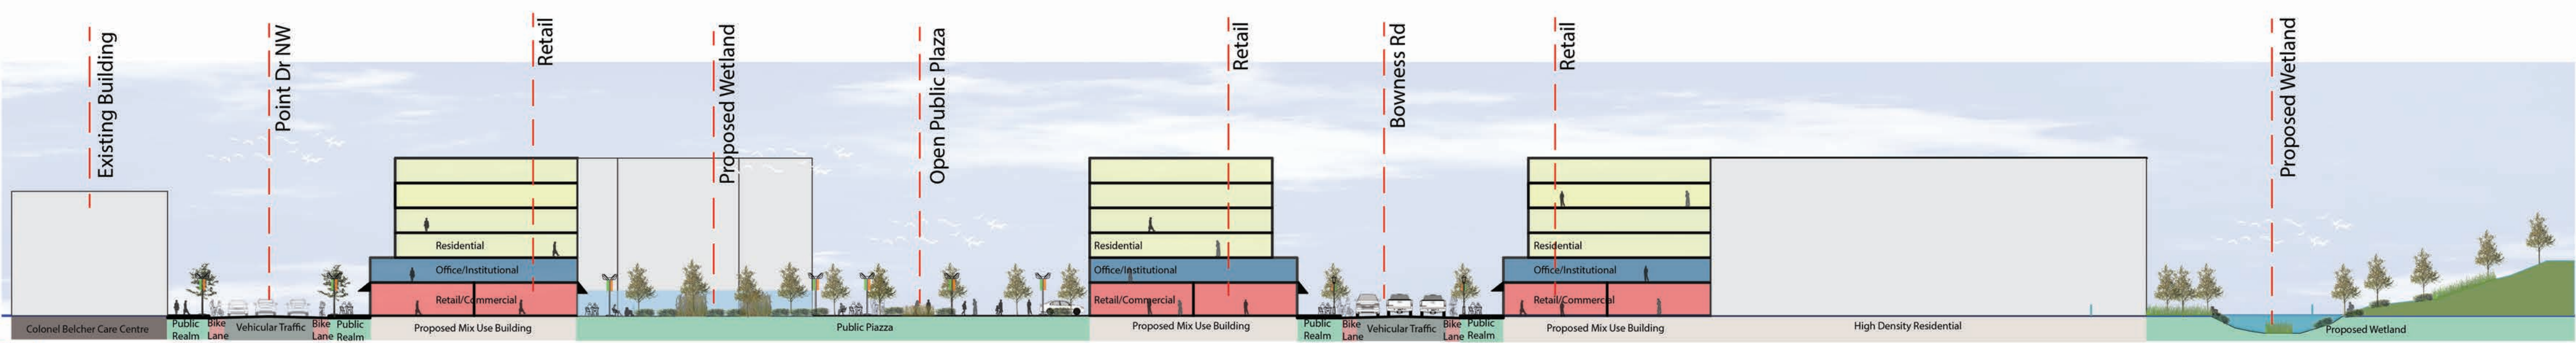 Existing Building
Point Dr NW
Retail
Proposed Wetland
Open Public Plaza
Retail
Bowness Rd
Retail
Proposed Wetland
Residential
Office/Institutional
Retail/Commercial
Residential
Office/Institutional
Retail/Commercial
Residential
Office/Institutional
Retail/Commercial
Colonel Belcher Care Centre
Public
Realm
Bike
Lane
Vehicular Traffic
Bike
Lane
Public
Realm
Proposed Mix Use Building
Public Piazza
Proposed Mix Use Building
Public
Realm
Bike
Lane
Vehicular Traffic
Bike
Lane
Public
Realm
Proposed Mix Use Building
High Density Residential
Proposed Wetland